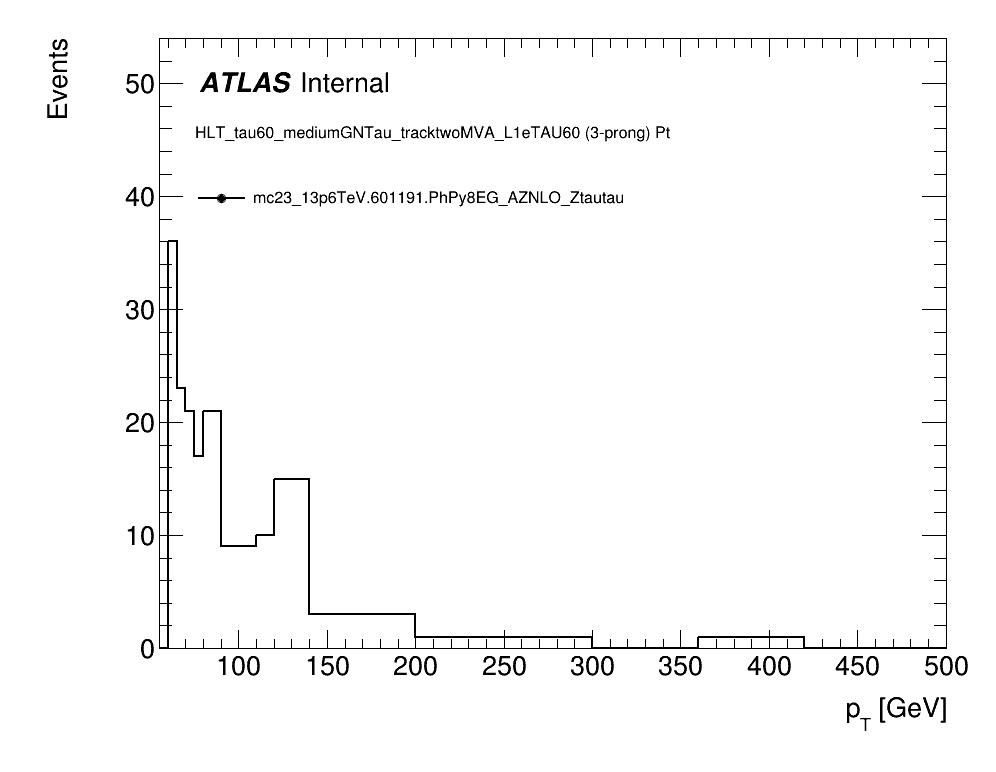 Events
ATLAS Internal
HLT_tau60_mediumGNTau_tracktwoMVA_L1eTAU60 (3-prong) Pt
mc23_13p6TeV.601191.PhPy8EG_AZNLO_Ztautau
50
40
30
20
10
0
100 150 200 250 300 350 400 450 500
p_T [GeV]